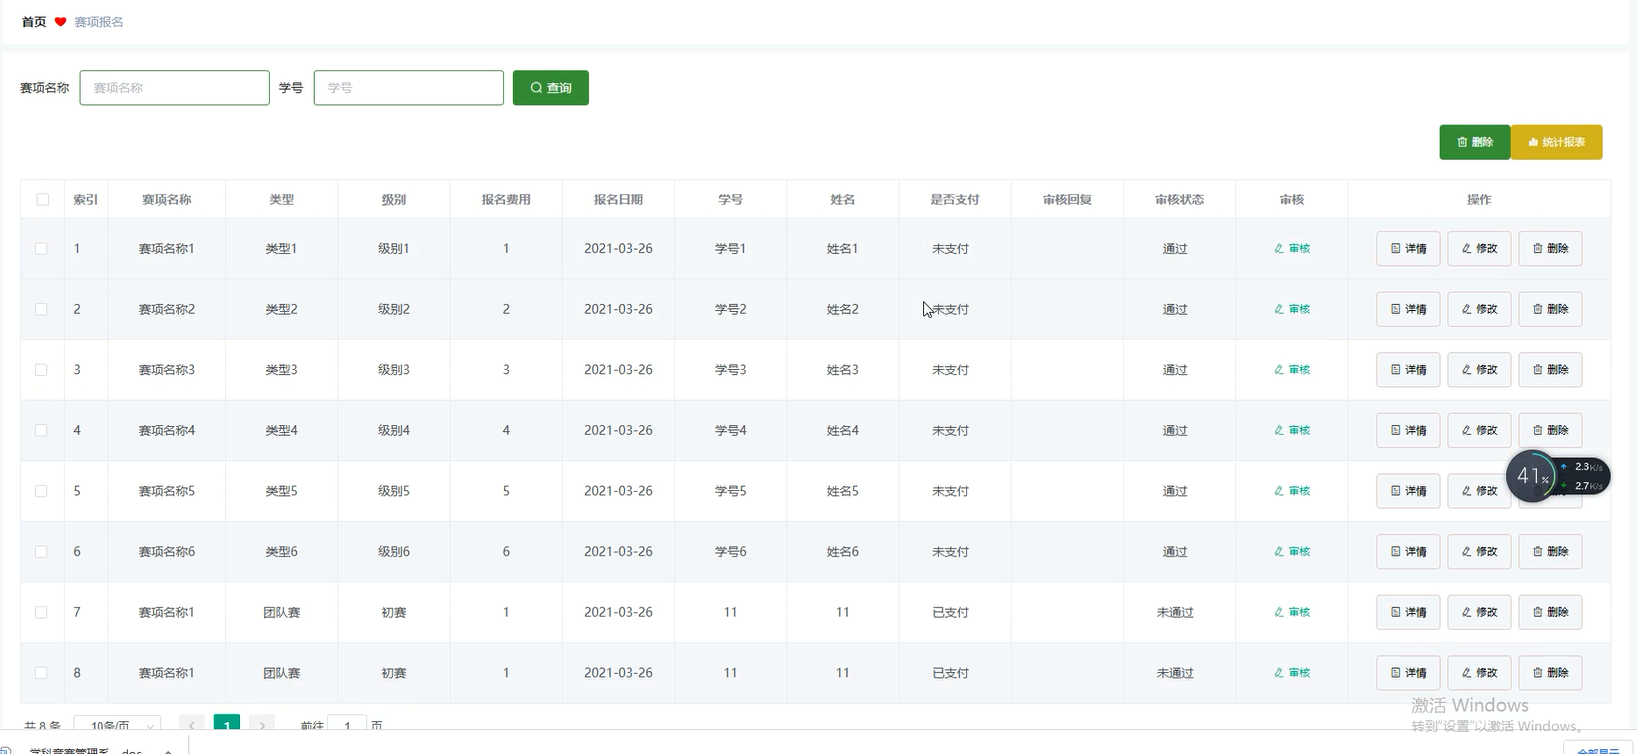 首页 赛项报名
赛项名称 赛项名称 学号 学号 查询
删除 统计报表
索引 赛项名称 类型 级别 报名费用 报名日期 学号 姓名 是否支付 审核回复 审核状态 审核 操作
1 赛项名称1 类型1 级别1 1 2021-03-26 学号1 姓名1 未支付 通过 审核 详情 修改 删除
2 赛项名称2 类型2 级别2 2 2021-03-26 学号2 姓名2 未支付 通过 审核 详情 修改 删除
3 赛项名称3 类型3 级别3 3 2021-03-26 学号3 姓名3 未支付 通过 审核 详情 修改 删除
4 赛项名称4 类型4 级别4 4 2021-03-26 学号4 姓名4 未支付 通过 审核 详情 修改 删除
5 赛项名称5 类型5 级别5 5 2021-03-26 学号5 姓名5 未支付 通过 审核 详情 修改
41% 2.3K/s
2.7K/s
6 赛项名称6 类型6 级别6 6 2021-03-26 学号6 姓名6 未支付 通过 审核 详情 修改 删除
7 赛项名称1 团队赛 初赛 1 2021-03-26 11 11 已支付 未通过 审核 详情 修改 删除
8 赛项名称1 团队赛 初赛 1 2021-03-26 11 11 已支付 未通过 审核 详情 修改 删除
共 8 条 10条/页 1 前往 1 页
激活 Windows
转到“设置”以激活 Windows。
学科竞赛管理系....doc
全部显示